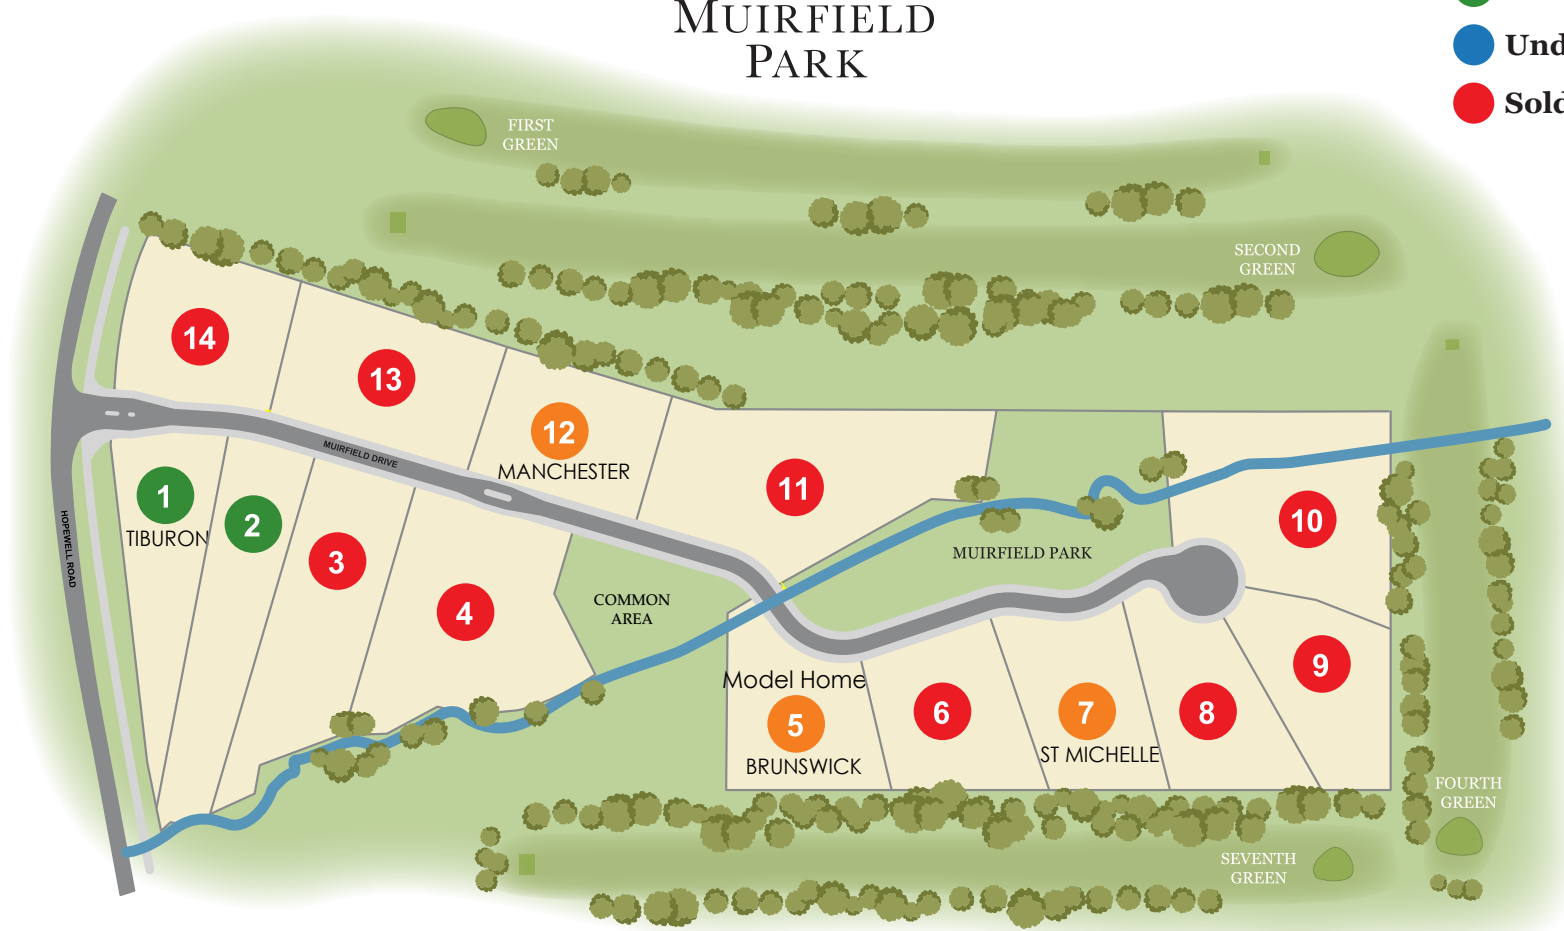 MUIRFIELD
PARK
Und
Sold
FIRST
GREEN
SECOND
GREEN
14
13
12
MANCHESTER
11
10
MUIRFIELD DRIVE
HOPEWELL ROAD
1
TIBURON
2
3
4
COMMON
AREA
MUIRFIELD PARK
Model Home
5
BRUNSWICK
6
7
ST MICHELLE
8
9
FOURTH
GREEN
SEVENTH
GREEN